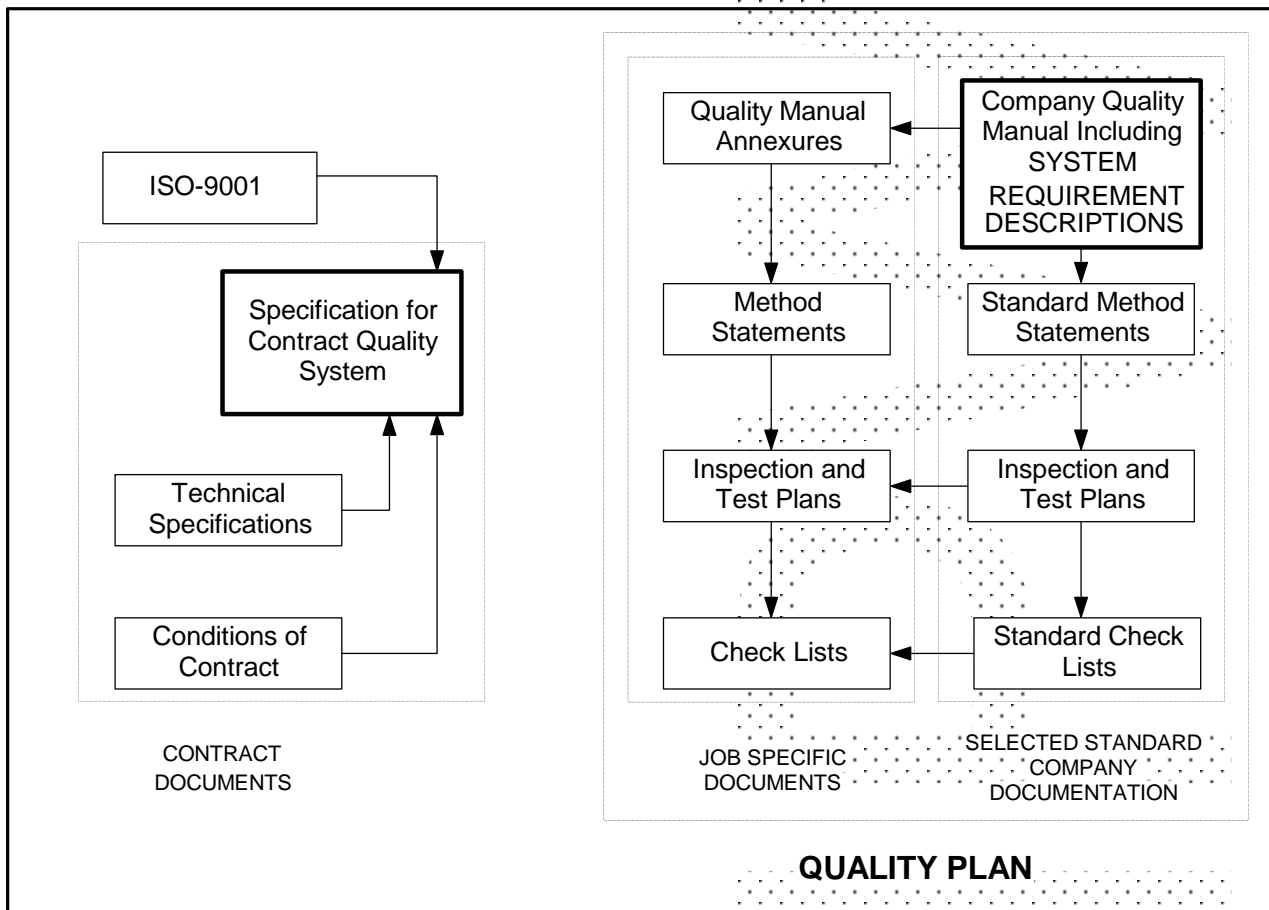 ISO-9001
Specification for
Contract Quality
System
Technical
Specifications
Conditions of
Contract
CONTRACT
DOCUMENTS
Quality Manual
Annexures
Method
Statements
Inspection and
Test Plans
Check Lists
JOB SPECIFIC
DOCUMENTS
Company Quality
Manual Including
SYSTEM
REQUIREMENT
DESCRIPTIONS
Standard Method
Statements
Inspection and
Test Plans
Standard Check
Lists
SELECTED STANDARD
COMPANY
DOCUMENTATION
QUALITY PLAN